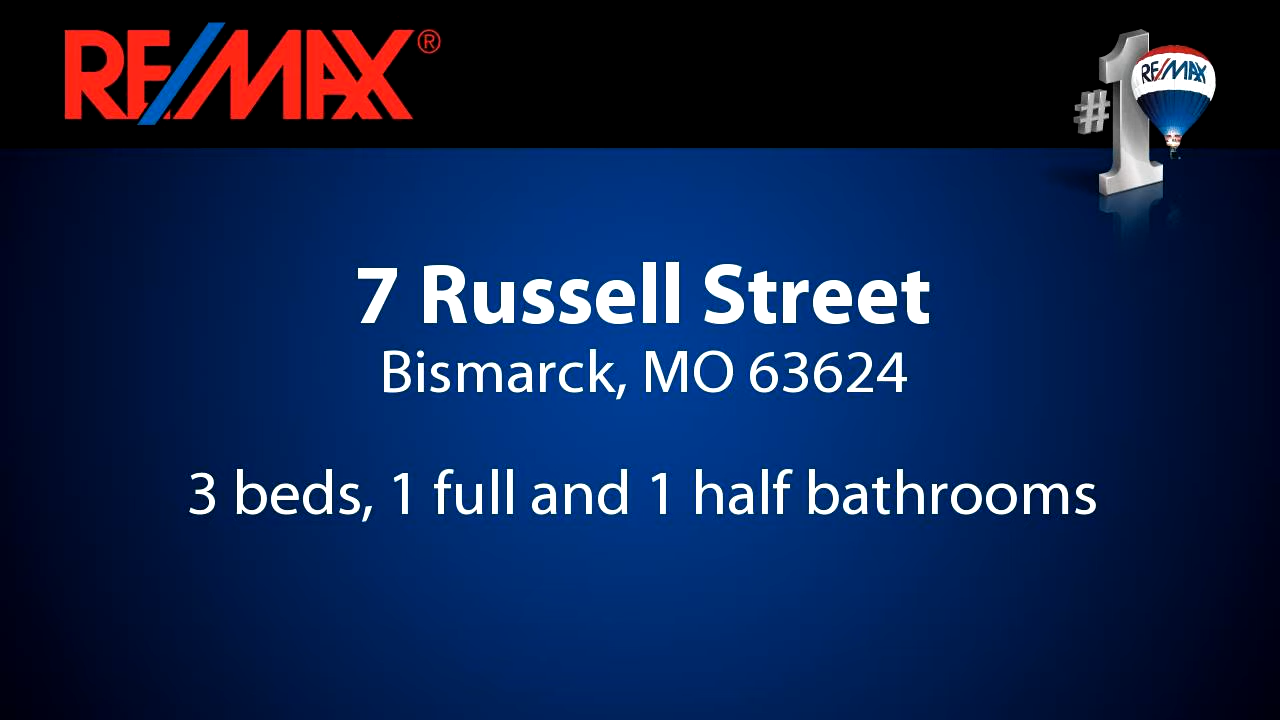 RE/MAX®
#1
RE/MAX
7 Russell Street
Bismarck, MO 63624
3 beds, 1 full and 1 half bathrooms